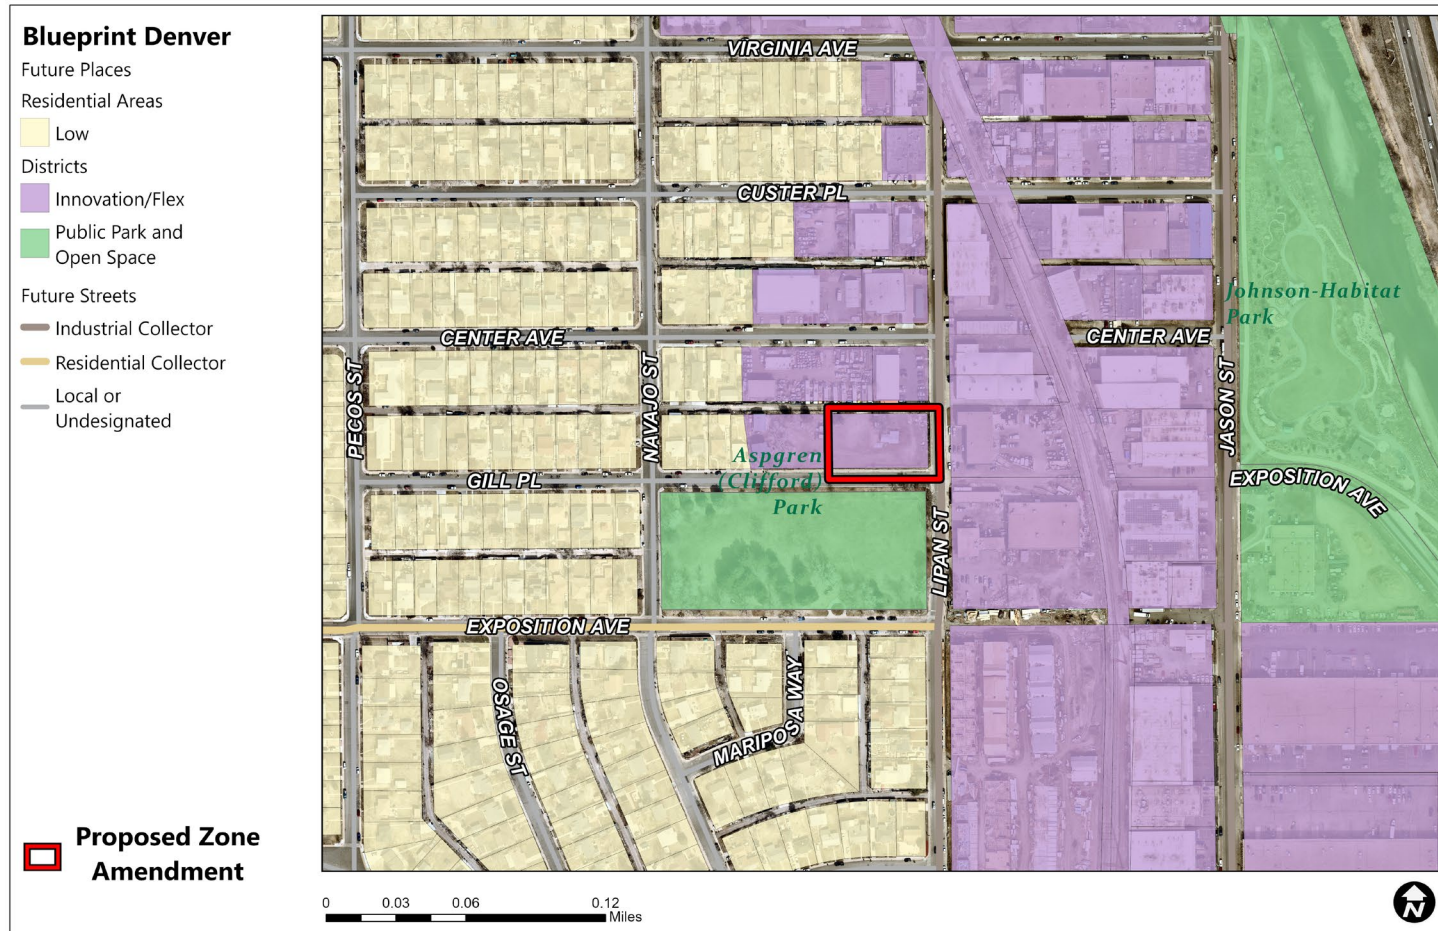 Blueprint Denver
Future Places
Residential Areas
Low
Districts
Innovation/Flex
Public Park and
Open Space
Future Streets
Industrial Collector
Residential Collector
Local or
Undesignated
Proposed Zone
Amendment
VIRGINIA AVE
CUSTER PL
Johnson-Habitat
Park
CENTER AVE
CENTER AVE
PECOS ST
NAVAJO ST
JASON ST
Aspgren
(Clifford)
Park
GILL PL
EXPOSITION AVE
LIPAN ST
EXPOSITION AVE
OSAGE ST
MARIPOSA WAY
0 0.03 0.06 0.12
Miles
N